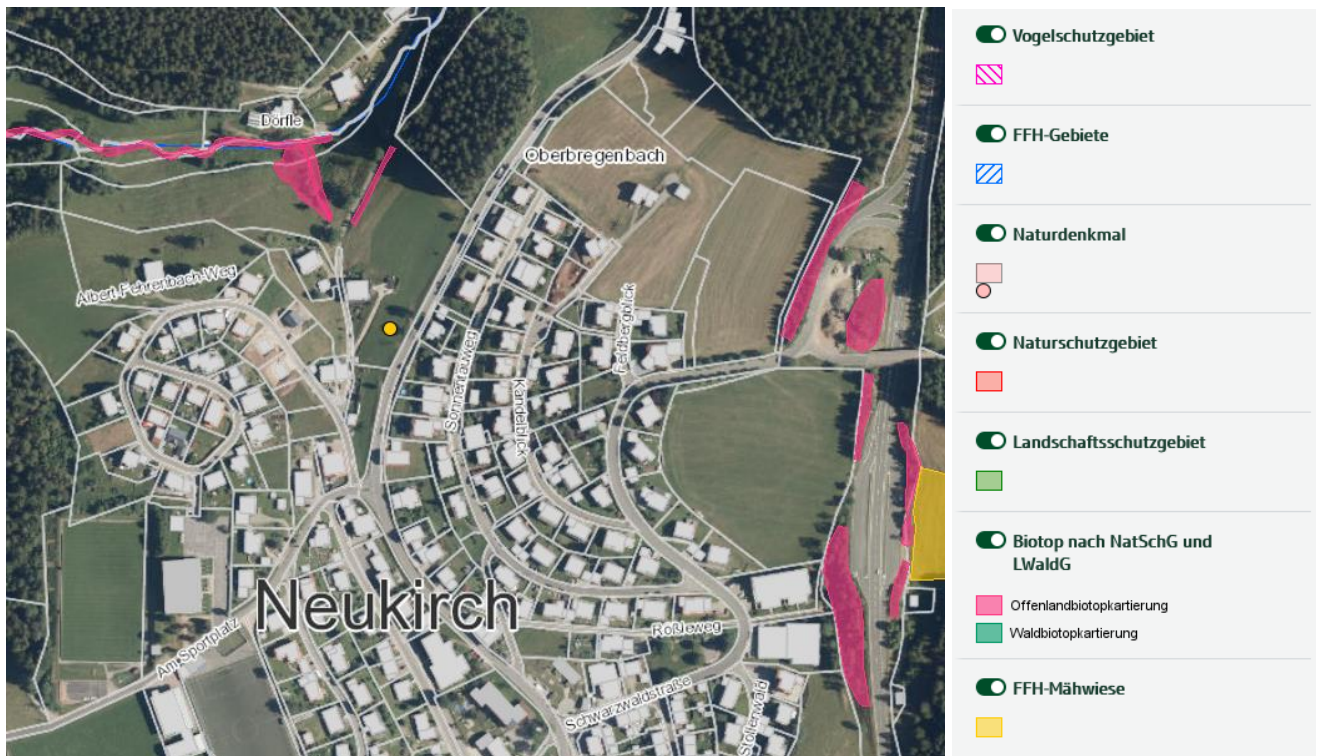 Dörfle
Oberbregenbach
Albert-Fehrenbach-Weg
Sonnentauweg
Kandelblick
Feldbergblick
Neukirch
Am Sportplatz
Rößleweg
Schwarzwaldstraße
Stollenwald
Vogelschutzgebiet
FFH-Gebiete
Naturdenkmal
Naturschutzgebiet
Landschaftsschutzgebiet
Biotop nach NatSchG und
LWaldG
Offenlandbiotopkartierung
Waldbiotopkartierung
FFH-Mähwiese